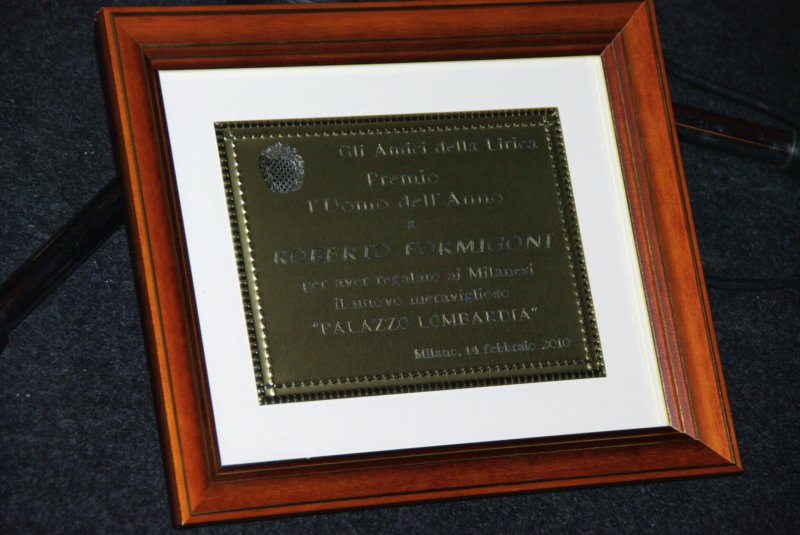 Gli Amici della Lirica
Premio
l'Uomo dell'Anno
a
ROBERTO FORMIGONI
per aver regalato ai Milanesi
il nuovo meraviglioso
"PALAZZO LOMBARDIA"
Milano, 14 febbraio 2010